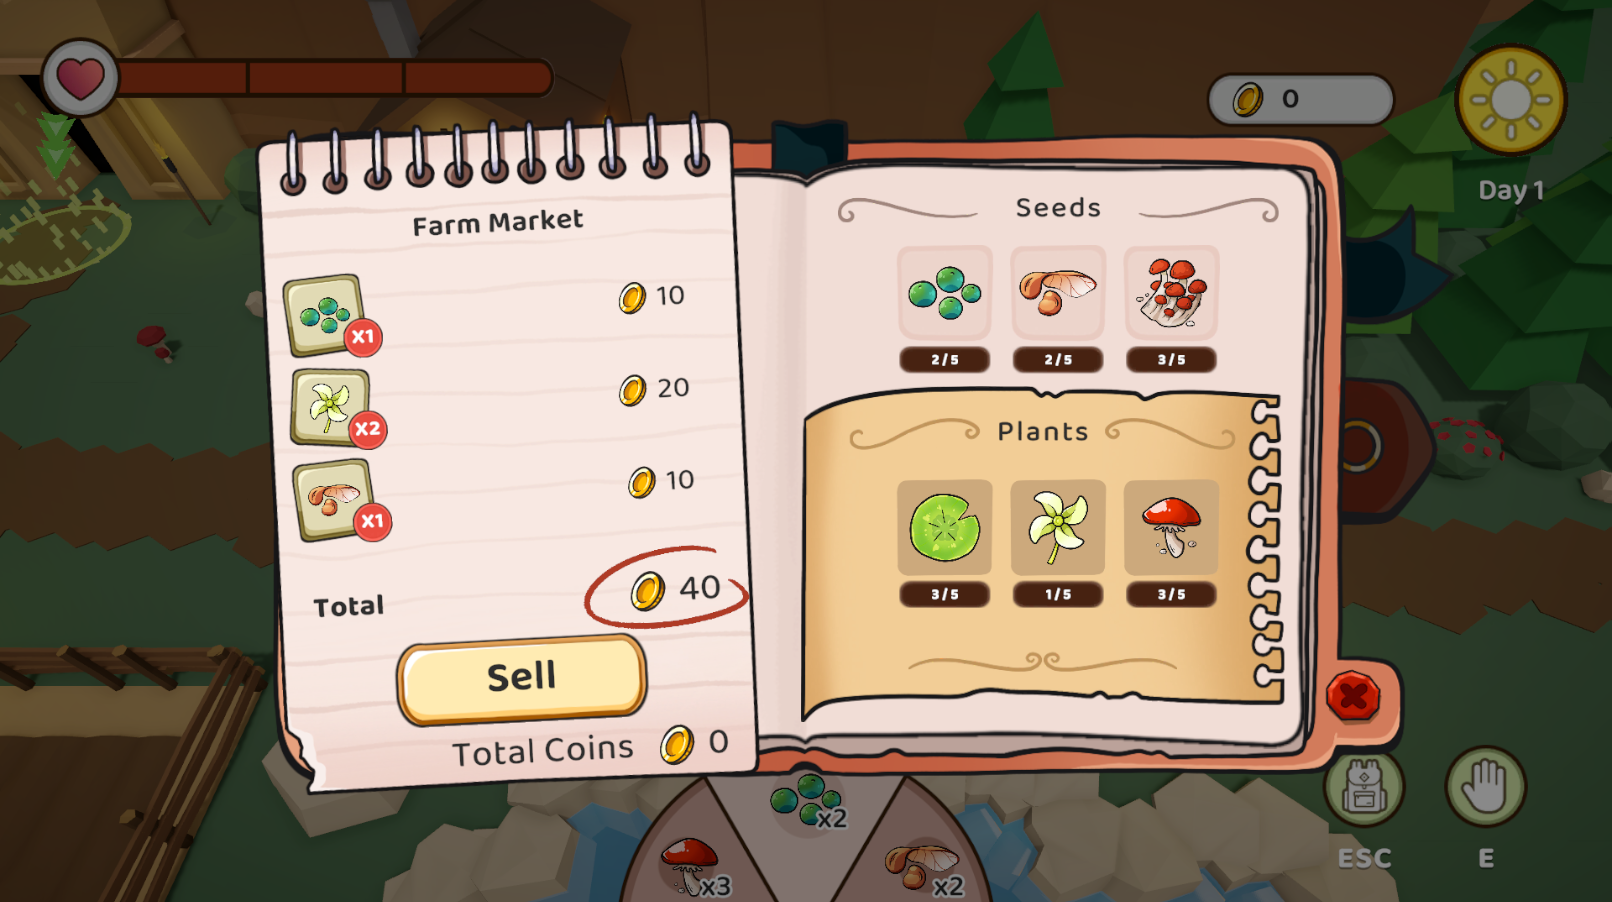 0
Day 1
Farm Market
X1
10
X2
20
X1
10
Total
40
Sell
Total Coins
0
Seeds
2/5
2/5
3/5
Plants
3/5
1/5
3/5
x3
x2
x2
ESC
E